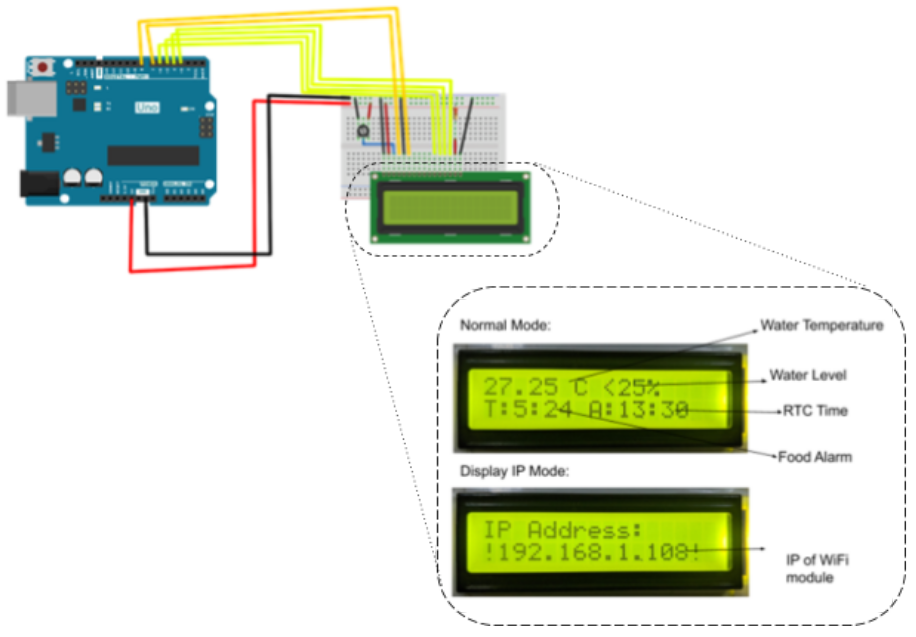 Uno
Normal Mode:
Water Temperature
27.25 C <25%
Water Level
T:5:24 A:13:30
RTC Time
Food Alarm
Display IP Mode:
IP Address:
!192.168.1.108!
IP of WiFi
module